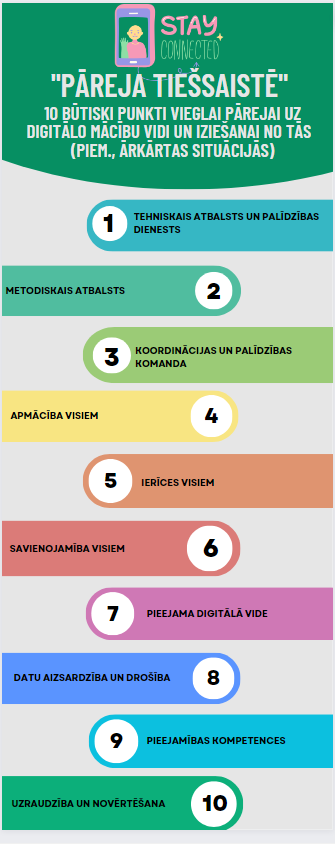 STAY
CONNECTED
"PĀREJA TIEŠSAISTĒ"
10 BŪTISKI PUNKTI VIEGLAI PĀREJAI UZ
DIGITĀLO MĀCĪBU VIDI UN IZIEŠANAI NO TĀS
(PIEM., ĀRKĀRTAS SITUĀCIJĀS)
1 TEHNISKAIS ATBALSTS UN PALĪDZĪBAS
DIENESTS
METODISKAIS ATBALSTS 2
3 KOORDINĀCIJAS UN PALĪDZĪBAS
KOMANDA
APMĀCĪBA VISIEM 4
5 IERĪCES VISIEM
SAVIENOJAMĪBA VISIEM 6
7 PIEEJAMA DIGITĀLĀ VIDE
DATU AIZSARDZĪBA UN DROŠĪBA 8
9 PIEEJAMĪBAS KOMPETENCES
UZRAUDZĪBA UN NOVĒRTĒŠANA 10